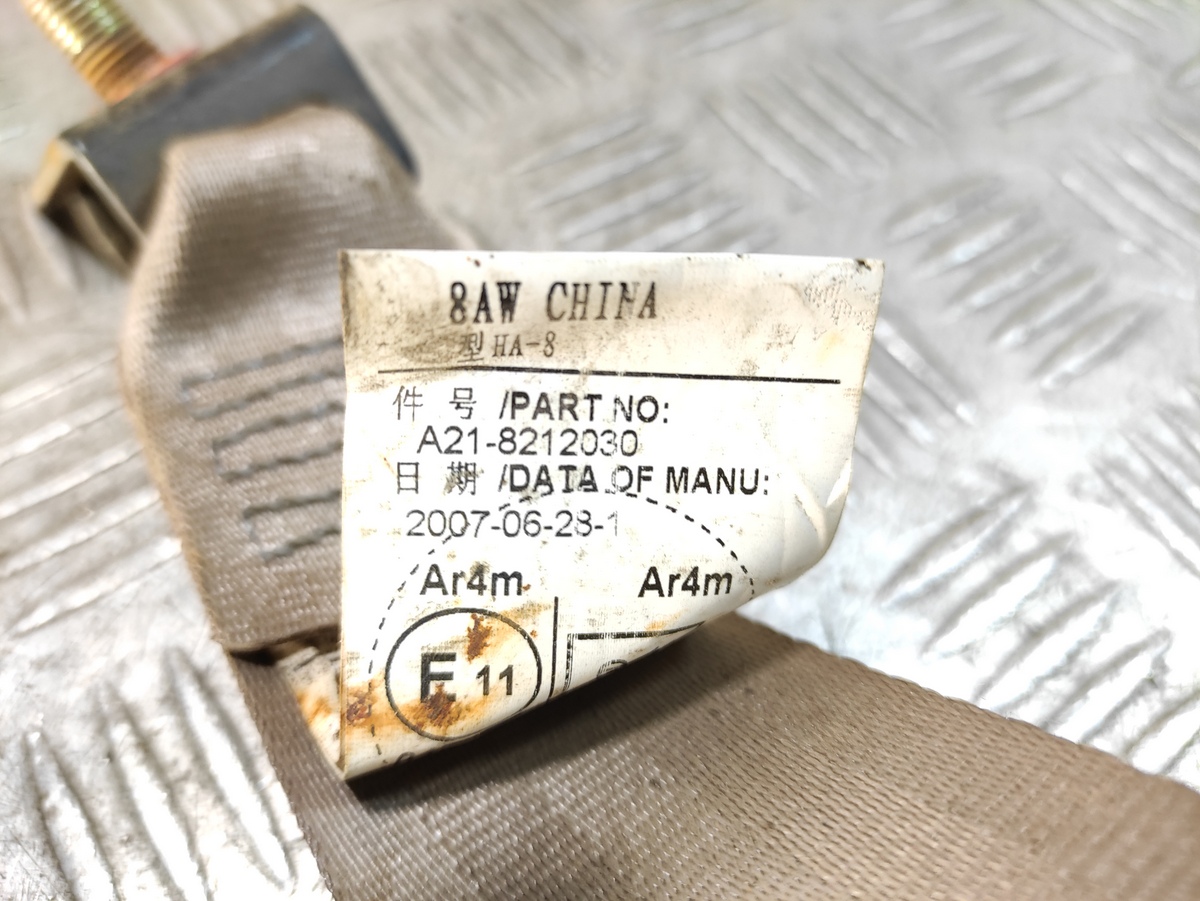 8AW CHINA
型HA-8
件 号 /PART NO:
A21-8212030
日 期 /DATA OF MANU:
2007-06-28-1
Ar4m Ar4m
E 11